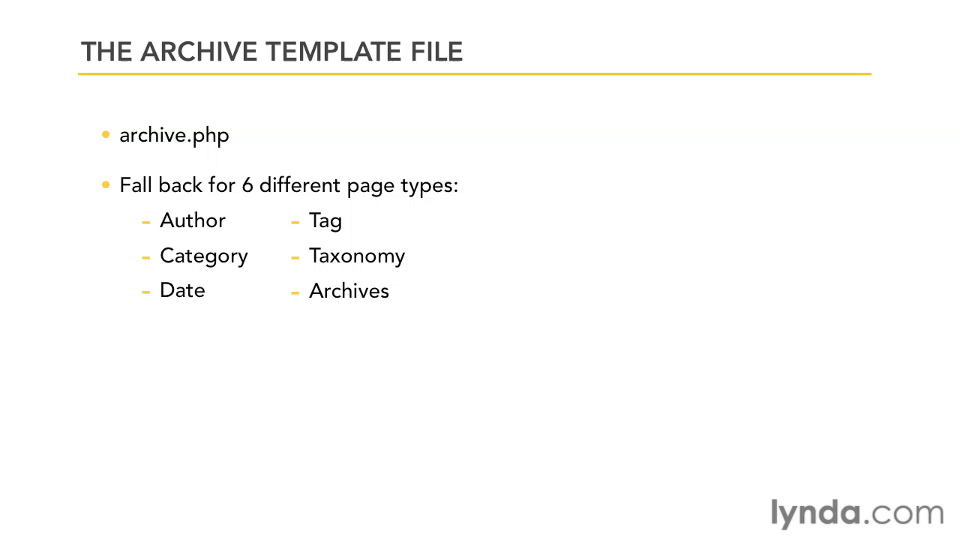 THE ARCHIVE TEMPLATE FILE
• archive.php
• Fall back for 6 different page types:
– Author
– Category
– Date
– Tag
– Taxonomy
– Archives
lynda.com